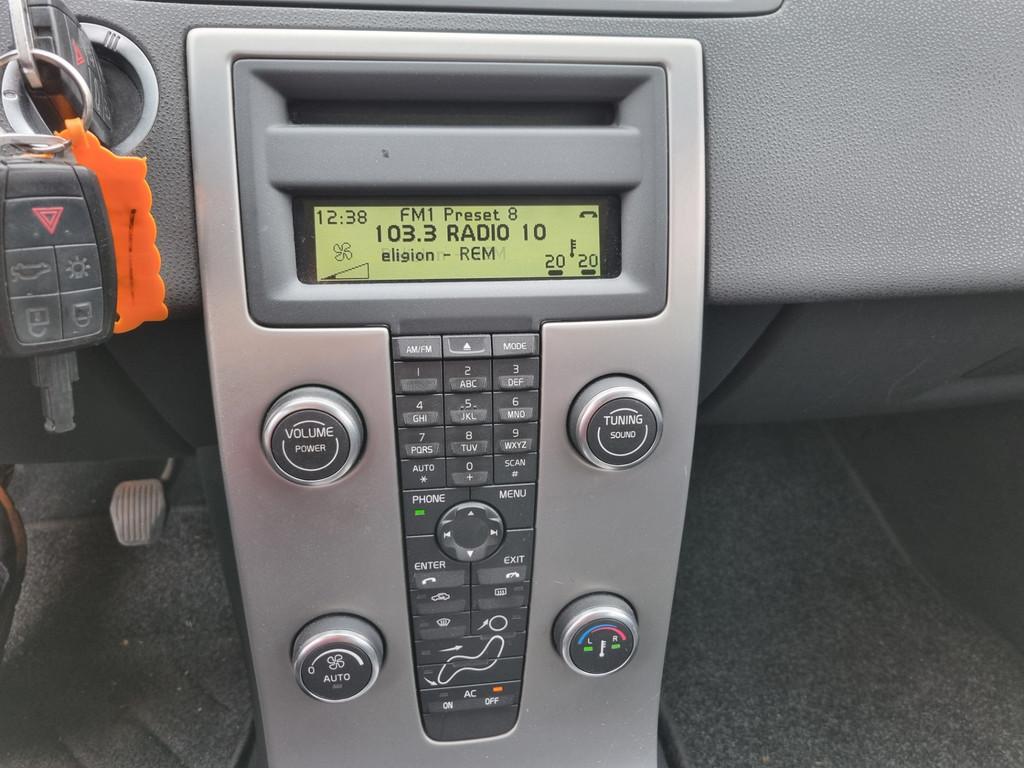 12:38 FM1 Preset 8
103.3 RADIO 10
eligion - REM
20 20
AM/FM MODE
1 2 3
ABC DEF
4 5 6
GHI JKL MNO
7 8 9
PQRS TUV WXYZ
AUTO 0 SCAN
* + #
VOLUME
POWER
TUNING
SOUND
PHONE MENU
ENTER EXIT
0 AUTO
L R
AC
ON OFF